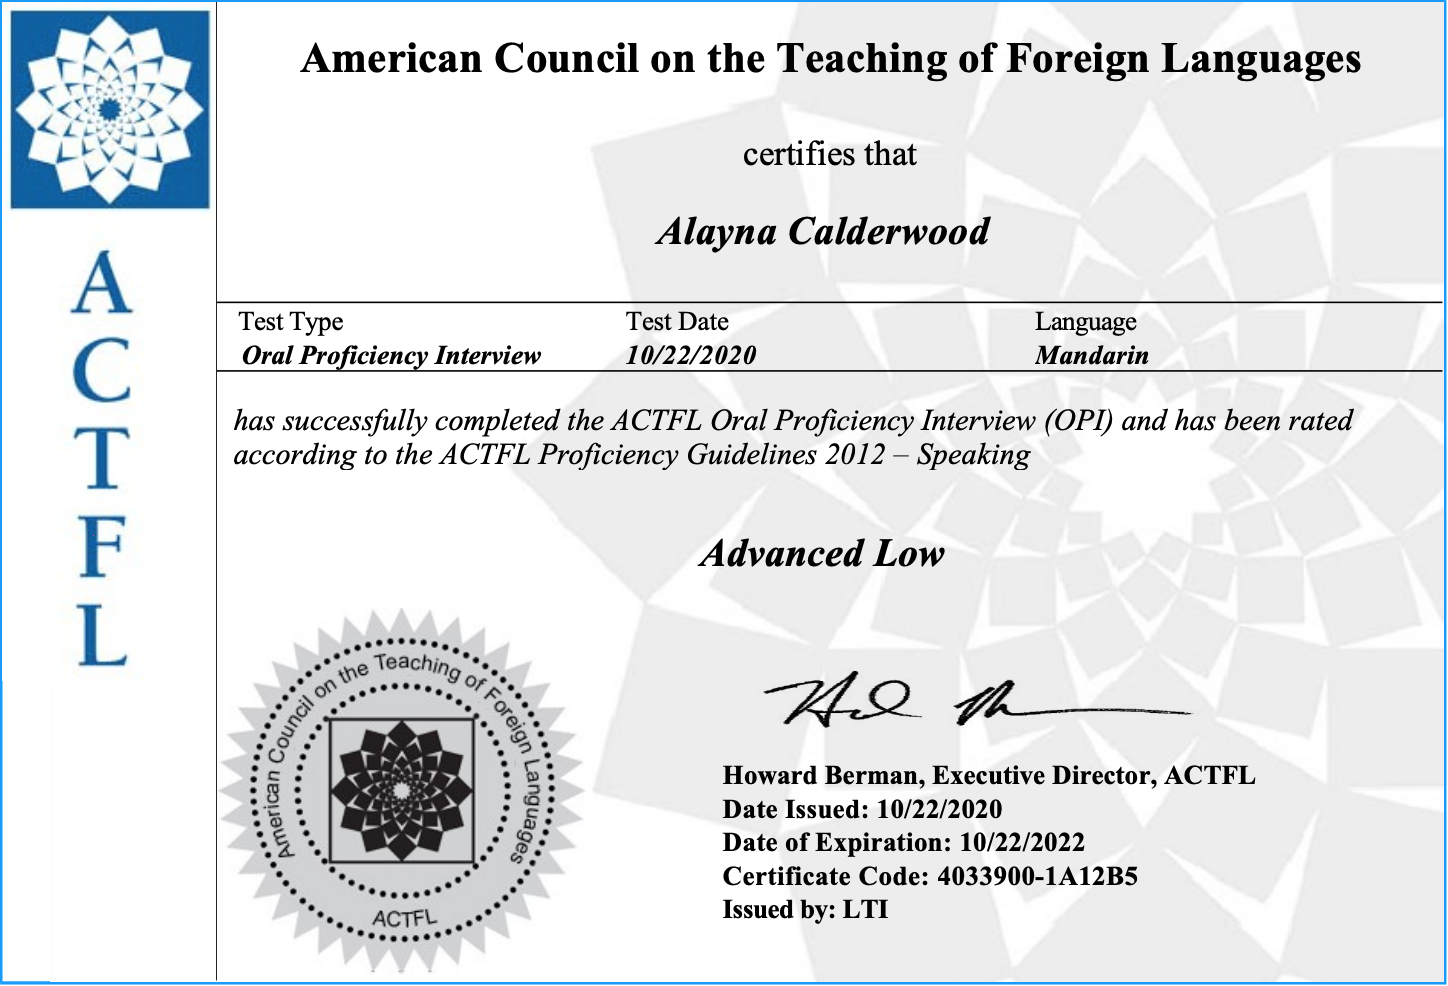 American Council on the Teaching of Foreign Languages
certifies that
Alayna Calderwood
Test Type Test Date Language
Oral Proficiency Interview 10/22/2020 Mandarin
has successfully completed the ACTFL Oral Proficiency Interview (OPI) and has been rated
according to the ACTFL Proficiency Guidelines 2012 – Speaking
Advanced Low
Howard Berman, Executive Director, ACTFL
Date Issued: 10/22/2020
Date of Expiration: 10/22/2022
Certificate Code: 4033900-1A12B5
Issued by: LTI
American Council on the Teaching of Foreign Languages
ACTFL
A
C
T
F
L